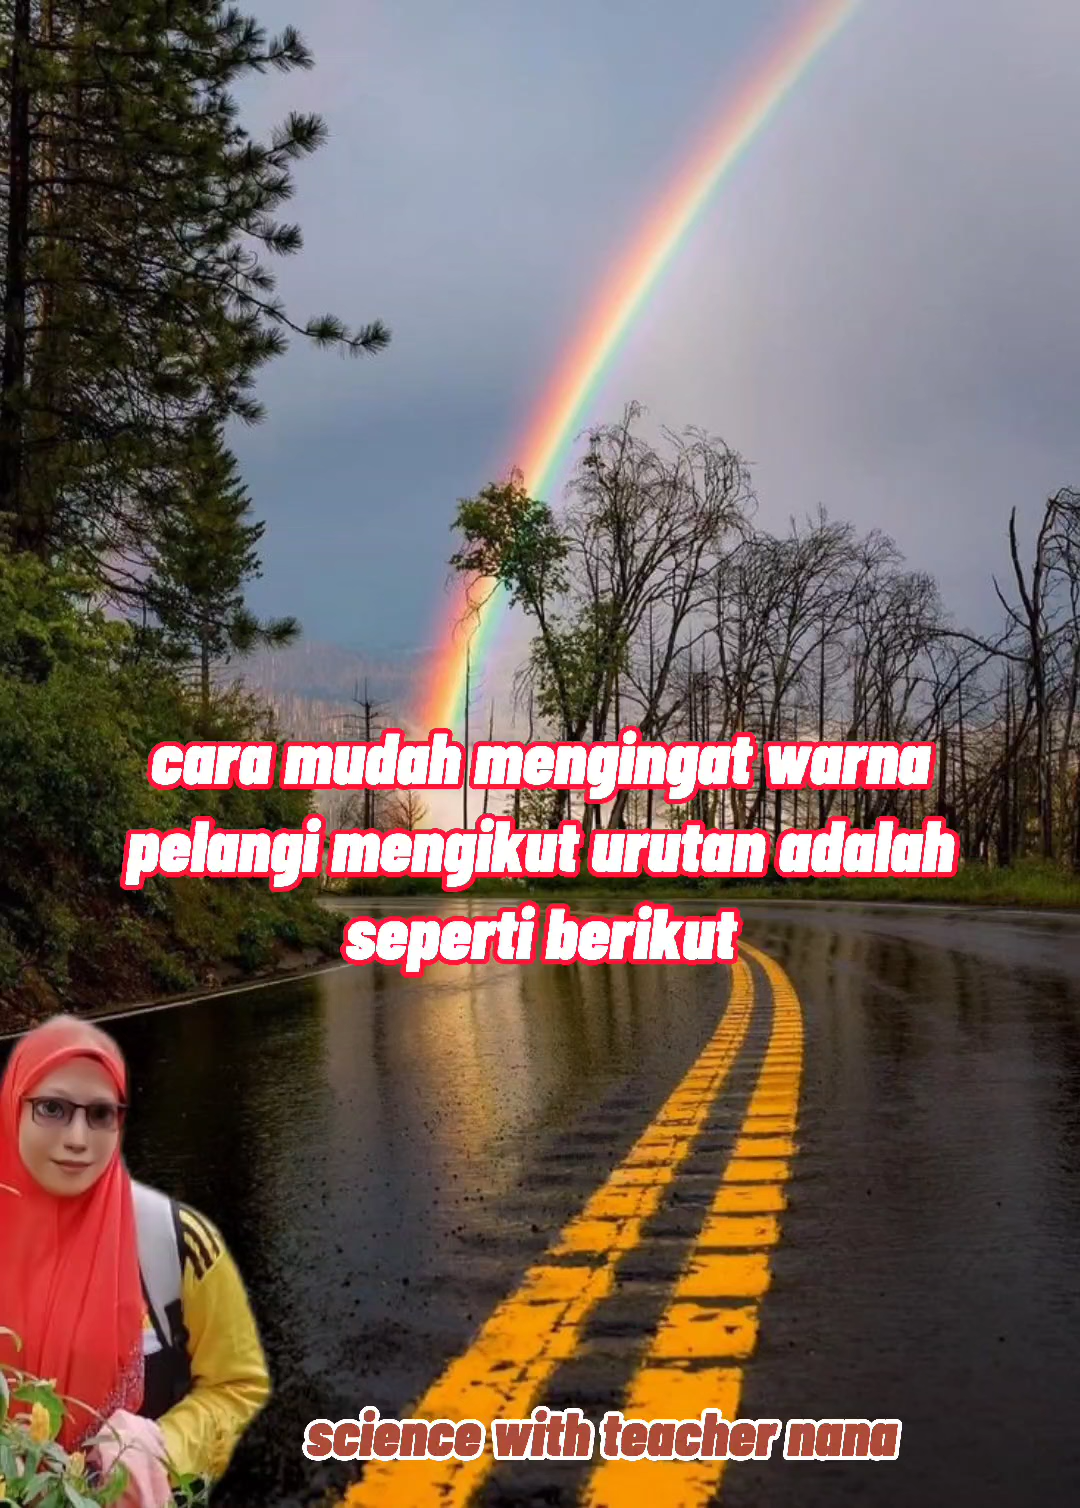 cara mudah mengingat warna
pelangi mengikut urutan adalah
seperti berikut
science with teacher nana